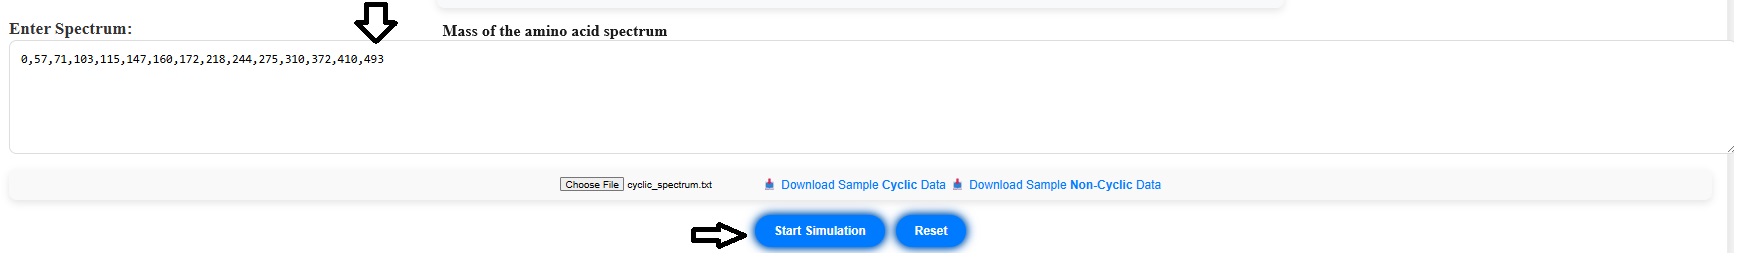 Enter Spectrum:
Mass of the amino acid spectrum
0,57,71,103,115,147,160,172,218,244,275,310,372,410,493
Choose File cyclic_spectrum.txt Download Sample Cyclic Data Download Sample Non-Cyclic Data
Start Simulation Reset